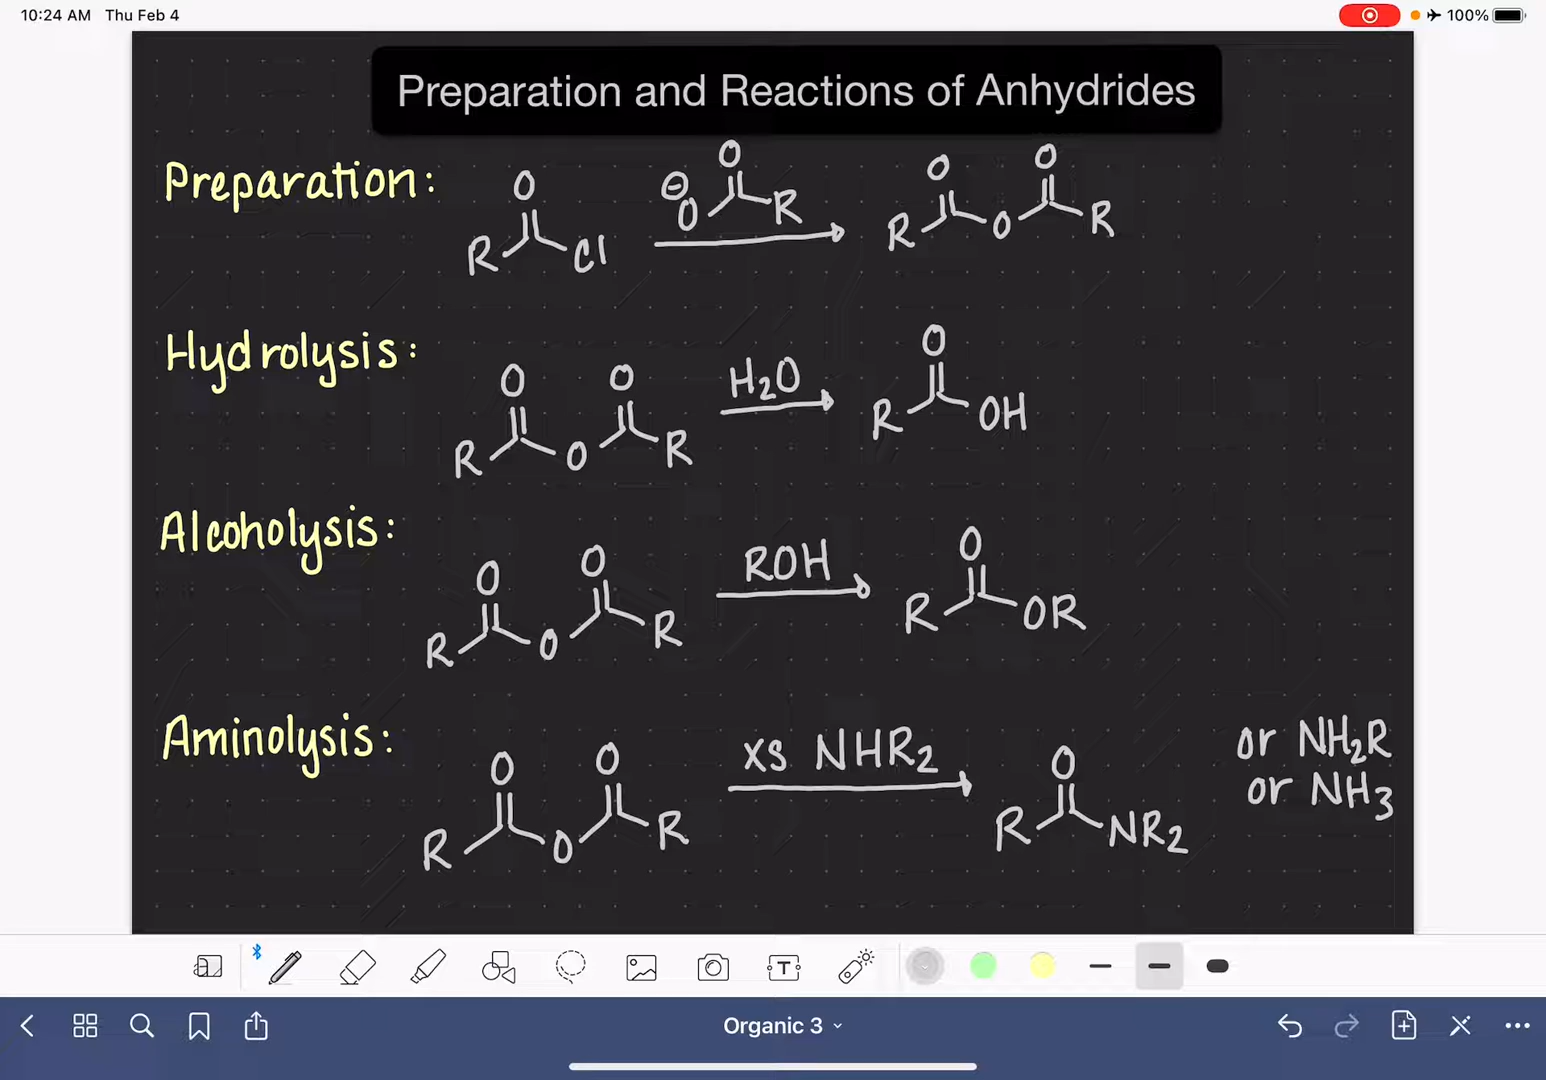 10:24 AM Thu Feb 4
100%
Preparation and Reactions of Anhydrides
Preparation:
O
R Cl
⊖
O
O
R
O O
R O R
Hydrolysis:
O O
R O R
H₂O
O
R OH
Alcoholysis:
O O
R O R
ROH
O
R OR
Aminolysis:
O O
R O R
xs NHR₂
O
R NR₂
or NH₂R
or NH₃
T
Organic 3